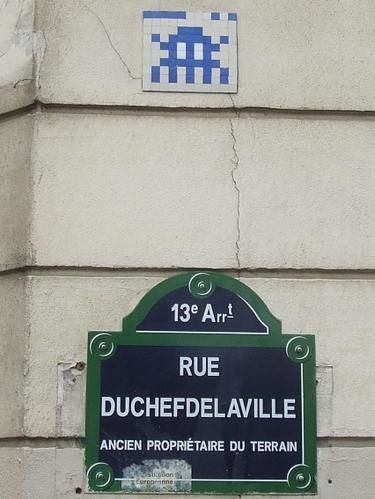 13e Arrt
RUE
DUCHEFDELAVILLE
ANCIEN PROPRIÉTAIRE DU TERRAIN